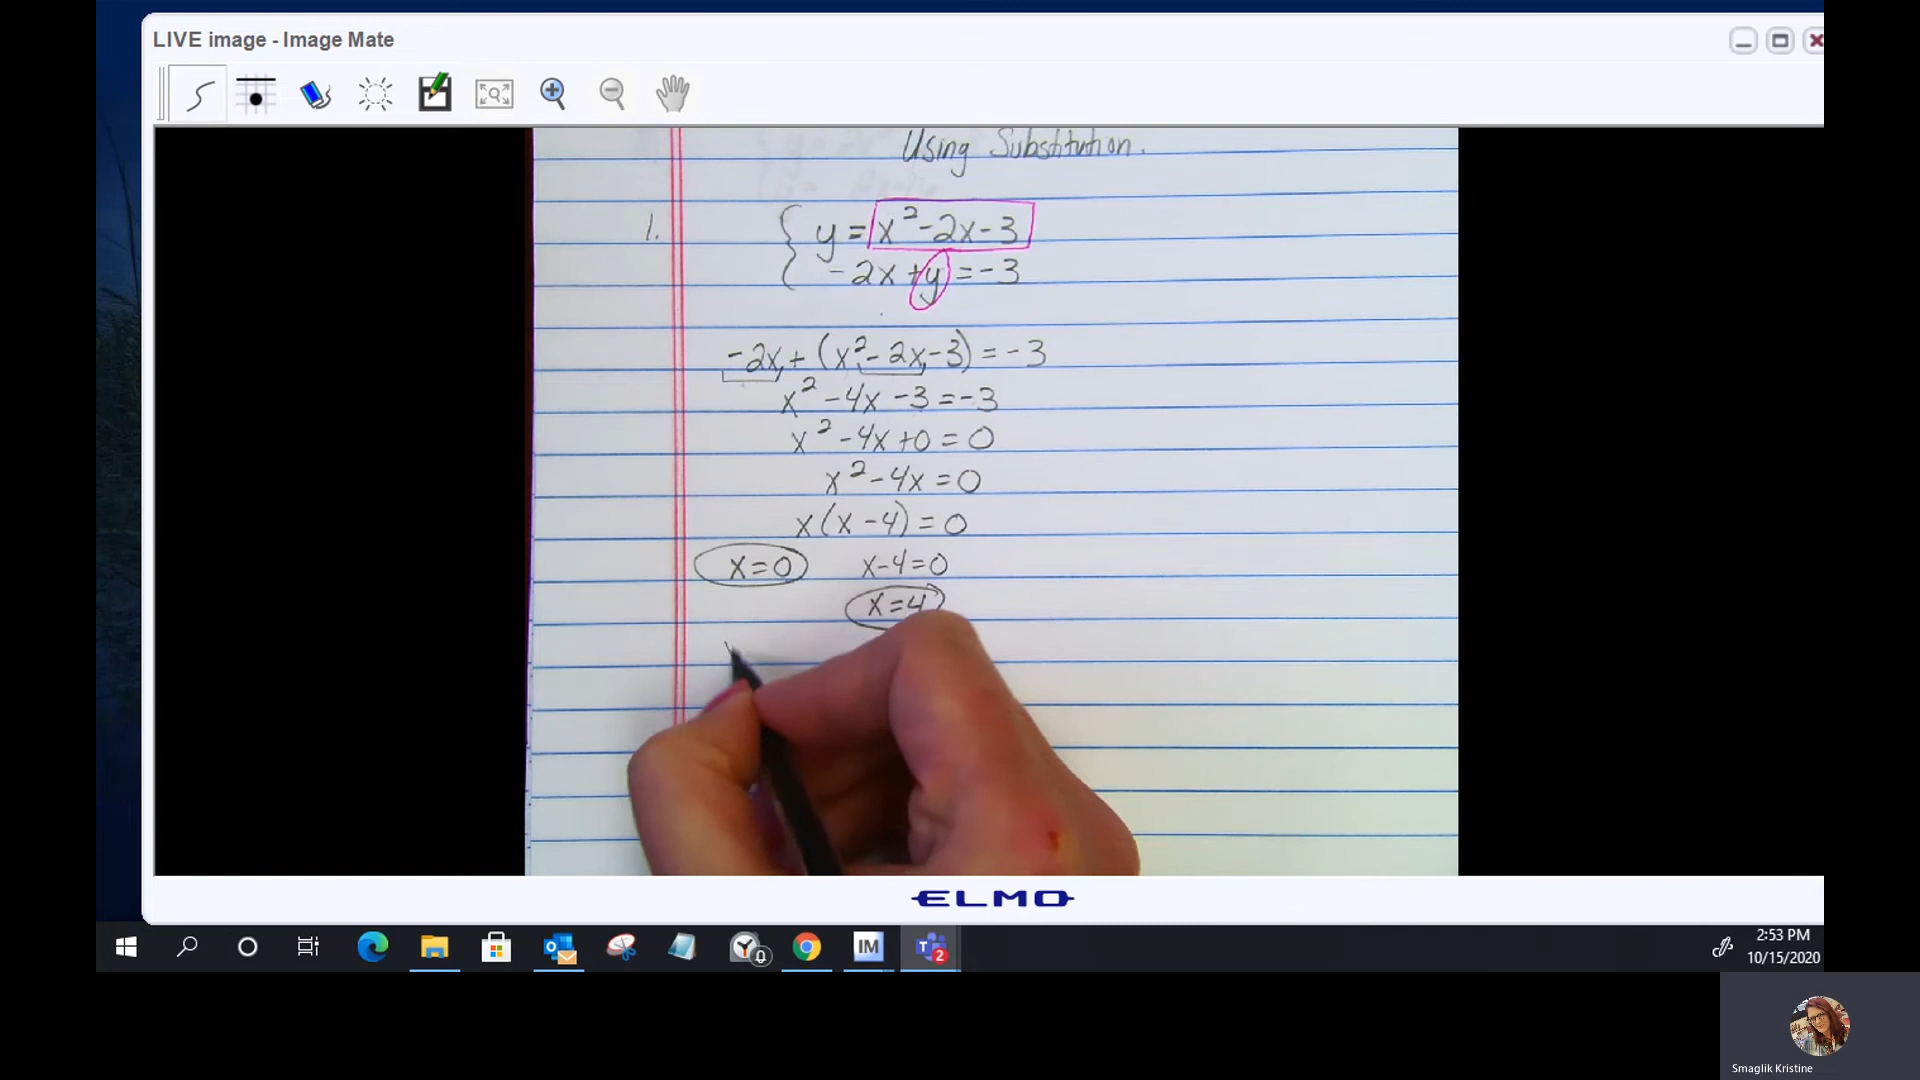 LIVE image - Image Mate
Using Substitution.
1. { y = x² - 2x - 3
-2x + y = -3
-2x + (x² - 2x - 3) = -3
x² - 4x - 3 = -3
x² - 4x + 0 = 0
x² - 4x = 0
x(x - 4) = 0
x = 0 x - 4 = 0
x = 4
ELMO
IM
T
2
2:53 PM
10/15/2020
Smaglik Kristine